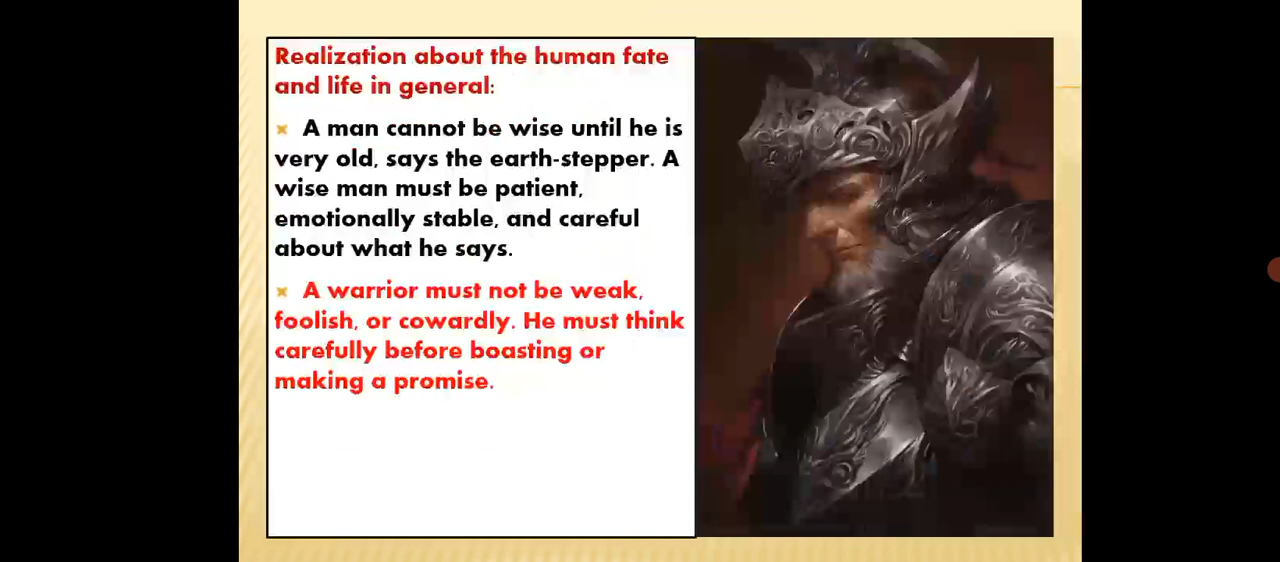 Realization about the human fate
and life in general:
A man cannot be wise until he is
very old, says the earth-stepper. A
wise man must be patient,
emotionally stable, and careful
about what he says.
A warrior must not be weak,
foolish, or cowardly. He must think
carefully before boasting or
making a promise.